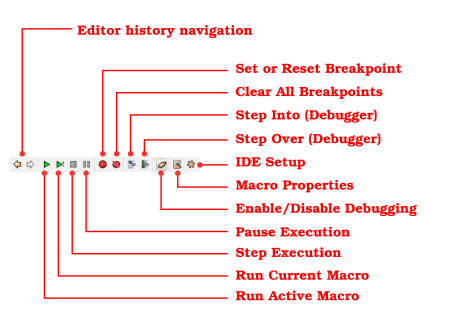 Editor history navigation
Set or Reset Breakpoint
Clear All Breakpoints
Step Into (Debugger)
Step Over (Debugger)
IDE Setup
Macro Properties
Enable/Disable Debugging
Pause Execution
Step Execution
Run Current Macro
Run Active Macro